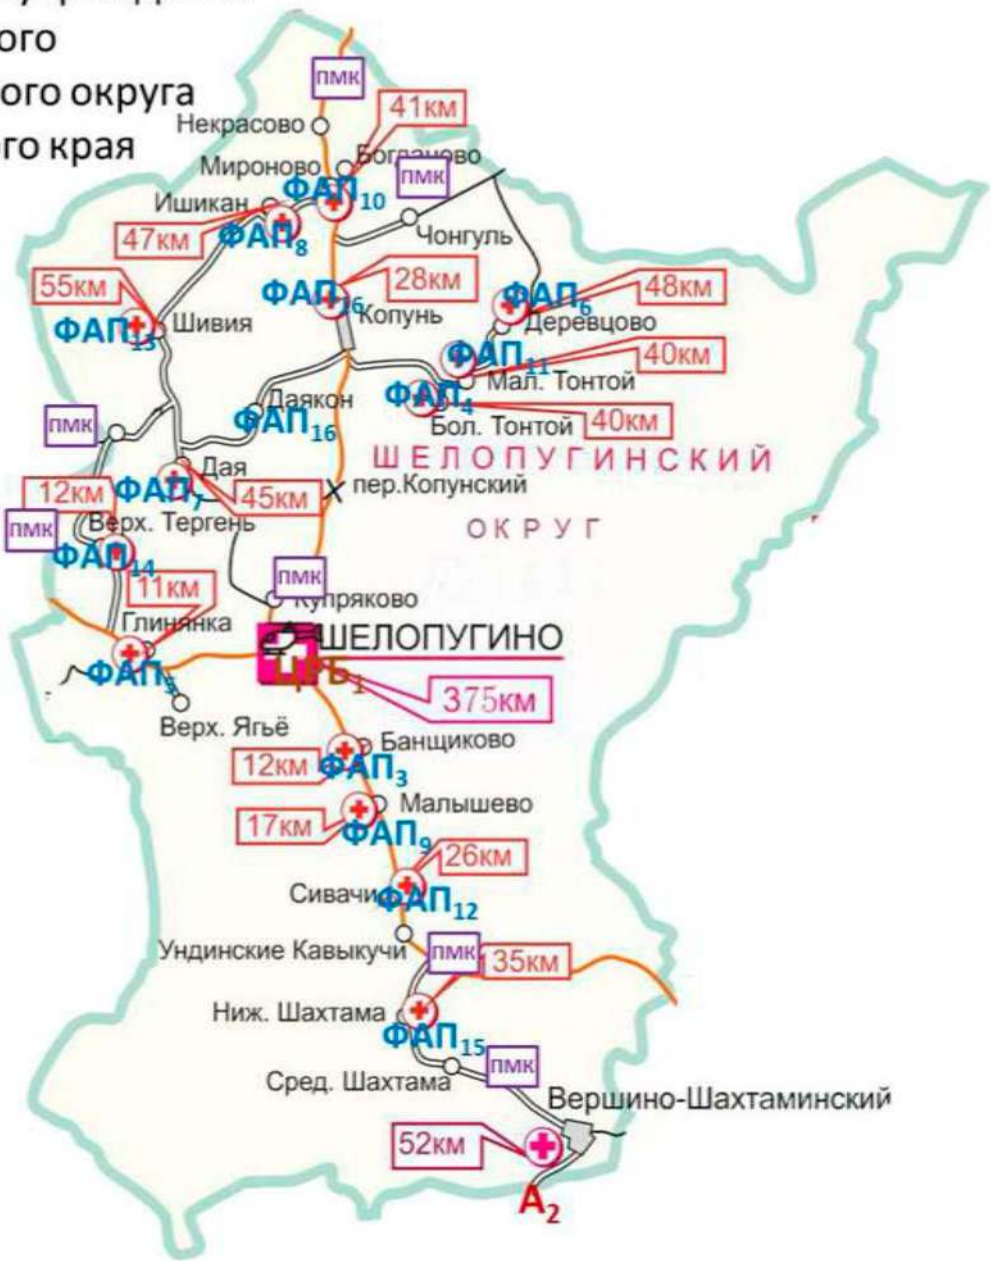 ого
ого округа
го края
пмк
41км
Некрасово
Богданово
Мироново
пмк
ФАП10
Ишикан
47км
ФАП8
Чонгуль
55км
28км
ФАП16
48км
ФАП6
Копунь
Шивия
ФАП13
Деревцово
ФАП11
40км
Мал. Тонтой
ФАП4
Даякон
ФАП16
Бол. Тонтой
40км
пмк
ШЕЛОПУГИНСКИЙ
Дая
12км
ФАП7
45км
пер.Копунский
Верх. Тергень
пмк
ОКРУГ
ФАП14
11км
пмк
Купряково
Глинянка
ШЕЛОПУГИНО
ФАП5
ЦРБ1
375км
Верх. Ягьё
Банщиково
12км
ФАП3
Малышево
17км
ФАП9
26км
Сивачи
ФАП12
Ундинские Кавыкучи
пмк
35км
Ниж. Шахтама
ФАП15
пмк
Сред. Шахтама
Вершино-Шахтаминский
52км
А2